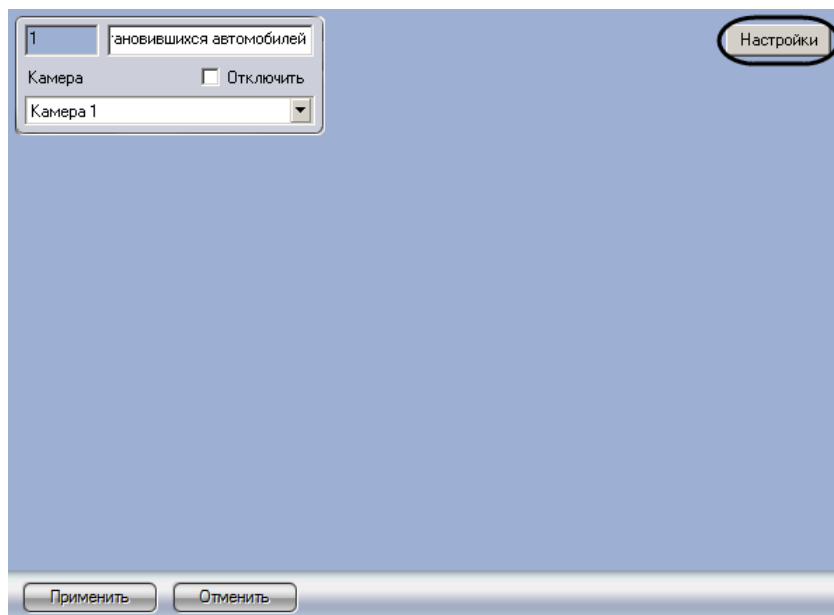 1 тановившихся автомобилей Настройки
Камера Отключить
Камера 1
Применить Отменить